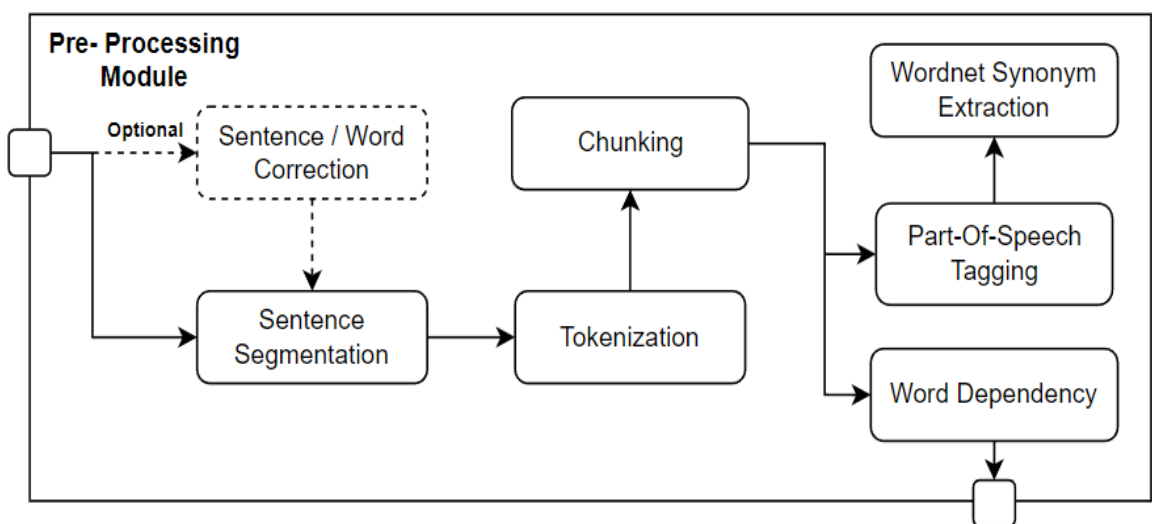 Pre- Processing
Module
Optional
Sentence / Word
Correction
Sentence
Segmentation
Tokenization
Chunking
Wordnet Synonym
Extraction
Part-Of-Speech
Tagging
Word Dependency